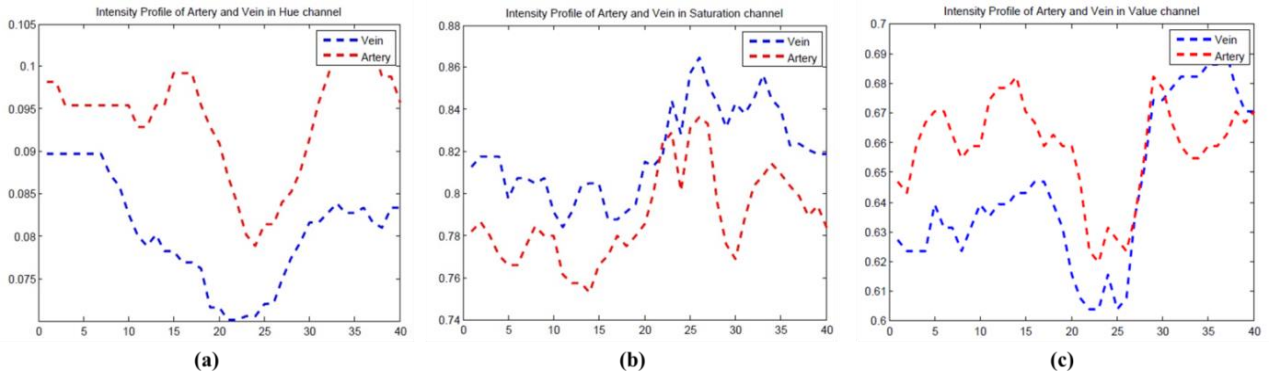 Intensity Profile of Artery and Vein in Hue channel
0.105
0.1
0.095
0.09
0.085
0.08
0.075
0 5 10 15 20 25 30 35 40
Vein
Artery
(a)
Intensity Profile of Artery and Vein in Saturation channel
0.88
0.86
0.84
0.82
0.8
0.78
0.76
0.74
0 5 10 15 20 25 30 35 40
Vein
Artery
(b)
Intensity Profile of Artery and Vein in Value channel
0.7
0.69
0.68
0.67
0.66
0.65
0.64
0.63
0.62
0.61
0.6
0 5 10 15 20 25 30 35 40
Vein
Artery
(c)